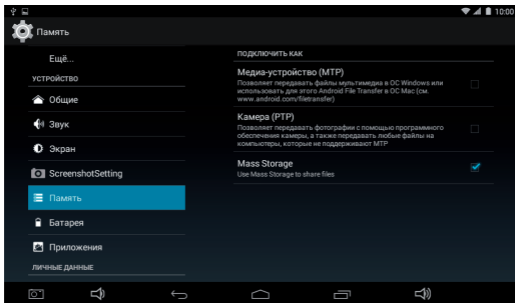 10:00
Память
Ещё...
УСТРОЙСТВО
Общие
Звук
Экран
ScreenshotSetting
Память
Батарея
Приложения
ЛИЧНЫЕ ДАННЫЕ
ПОДКЛЮЧИТЬ КАК
Медиа-устройство (MTP)
Позволяет передавать файлы мультимедиа в ОС Windows или
использовать для этого Android File Transfer в ОС Mac (см.
www.android.com/filetransfer)
Камера (PTP)
Позволяет передавать фотографии с помощью программного
обеспечения камеры, а также передавать любые файлы на
компьютеры, которые не поддерживают MTP
Mass Storage
Use Mass Storage to share files